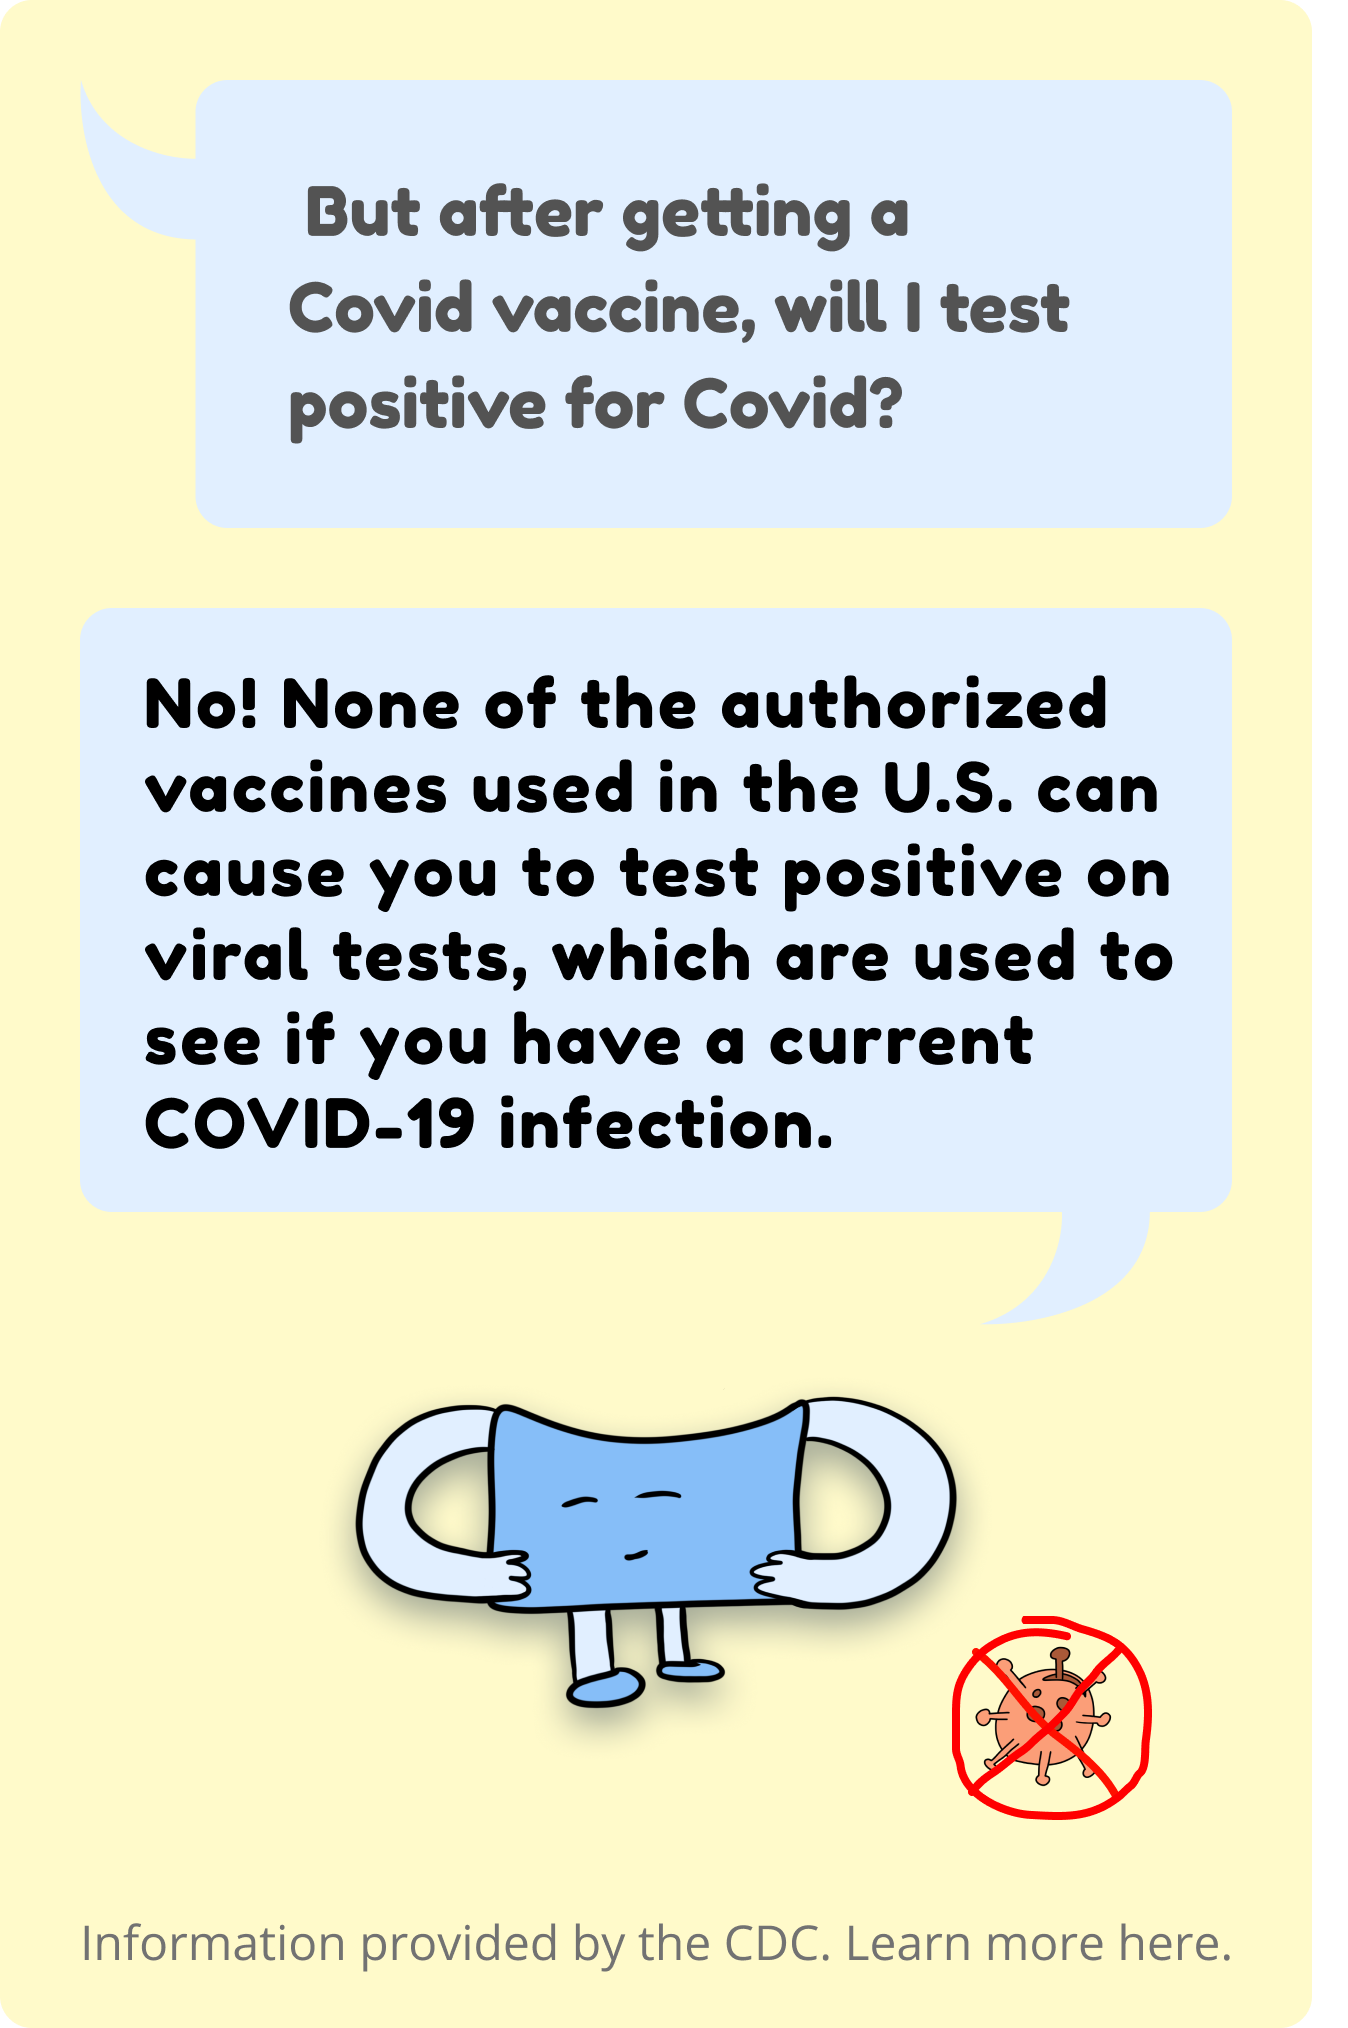 But after getting a
Covid vaccine, will I test
positive for Covid?
No! None of the authorized
vaccines used in the U.S. can
cause you to test positive on
viral tests, which are used to
see if you have a current
COVID-19 infection.
Information provided by the CDC. Learn more here.